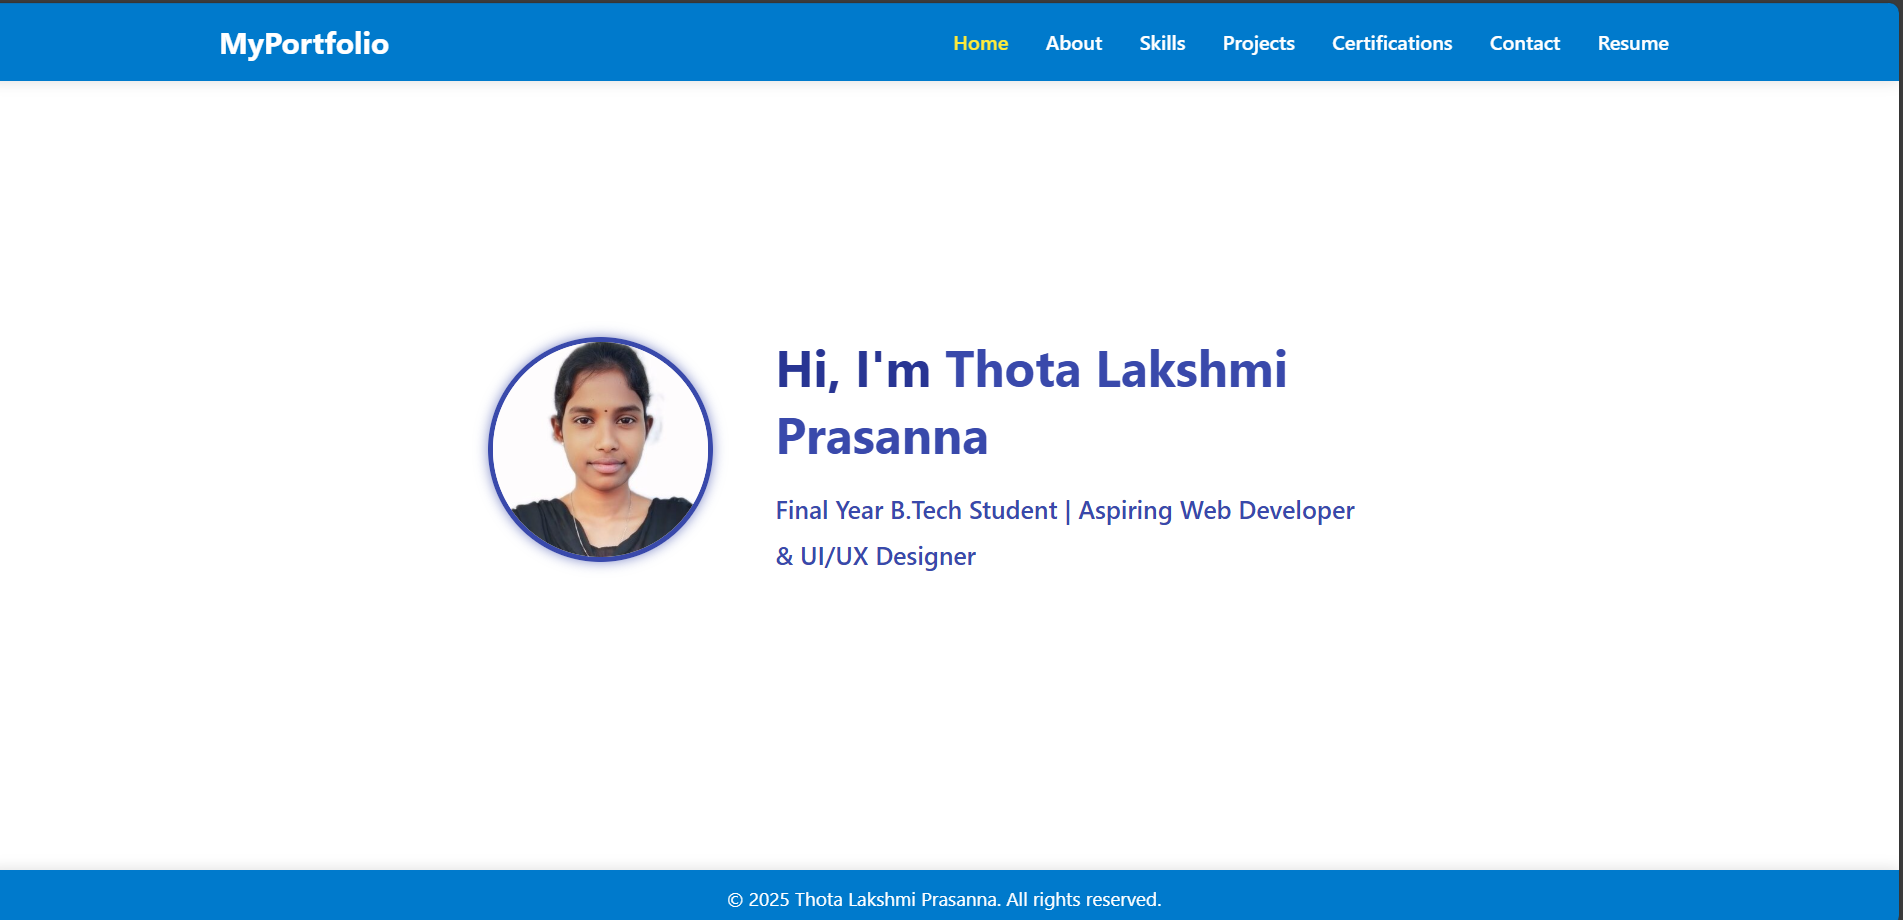 MyPortfolio
Home About Skills Projects Certifications Contact Resume
Hi, I'm Thota Lakshmi
Prasanna
Final Year B.Tech Student | Aspiring Web Developer
& UI/UX Designer
© 2025 Thota Lakshmi Prasanna. All rights reserved.